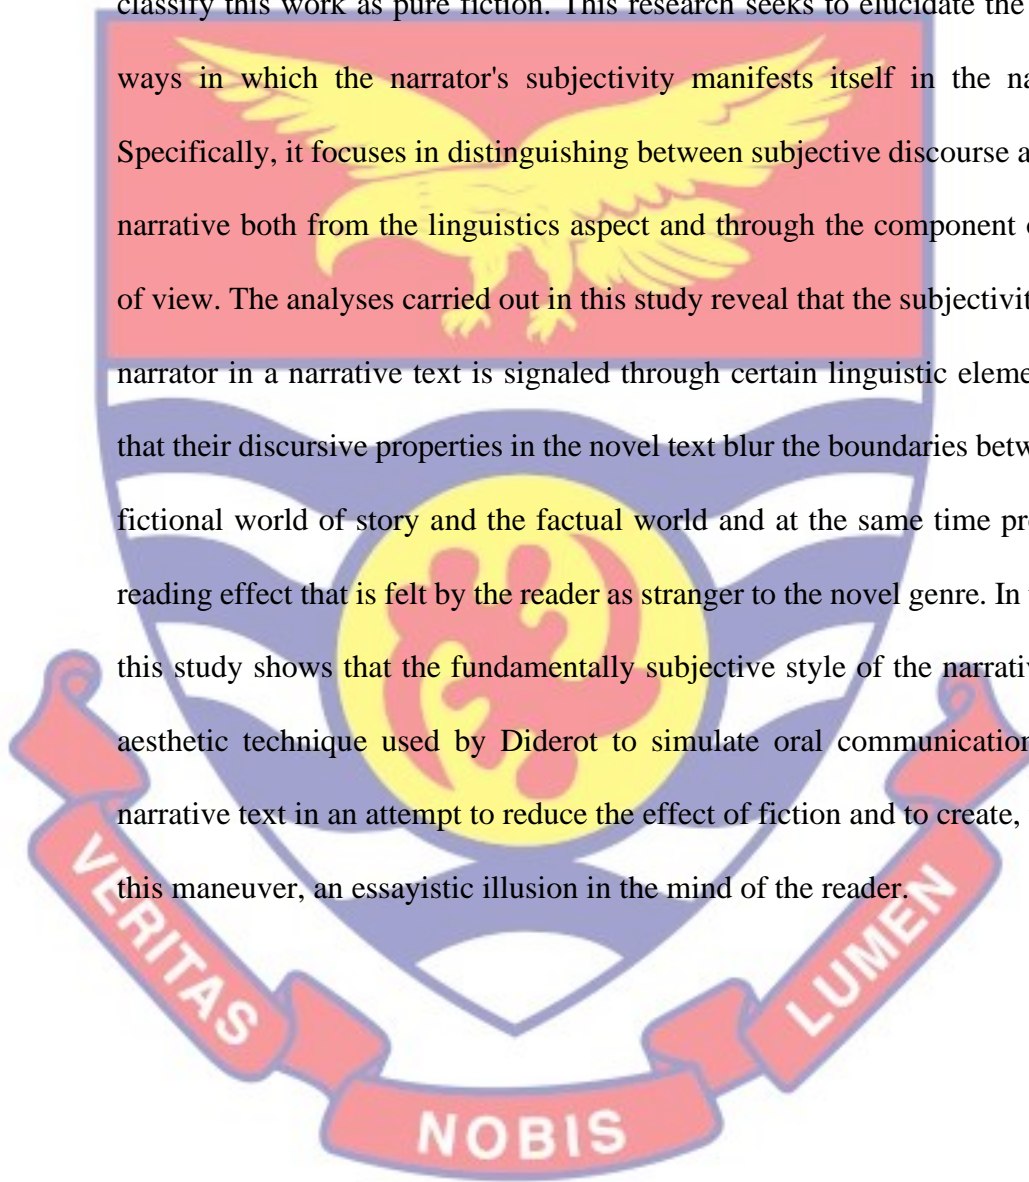 classify this work as pure fiction. This research seeks to elucidate the
ways in which the narrator's subjectivity manifests itself in the na
Specifically, it focuses in distinguishing between subjective discourse a
narrative both from the linguistics aspect and through the component
of view. The analyses carried out in this study reveal that the subjectivit
narrator in a narrative text is signaled through certain linguistic eleme
that their discursive properties in the novel text blur the boundaries betw
fictional world of story and the factual world and at the same time pr
reading effect that is felt by the reader as stranger to the novel genre. In
this study shows that the fundamentally subjective style of the narrativ
aesthetic technique used by Diderot to simulate oral communication
narrative text in an attempt to reduce the effect of fiction and to create,
this maneuver, an essayistic illusion in the mind of the reader.
VERITAS
NOBIS
LUMEN